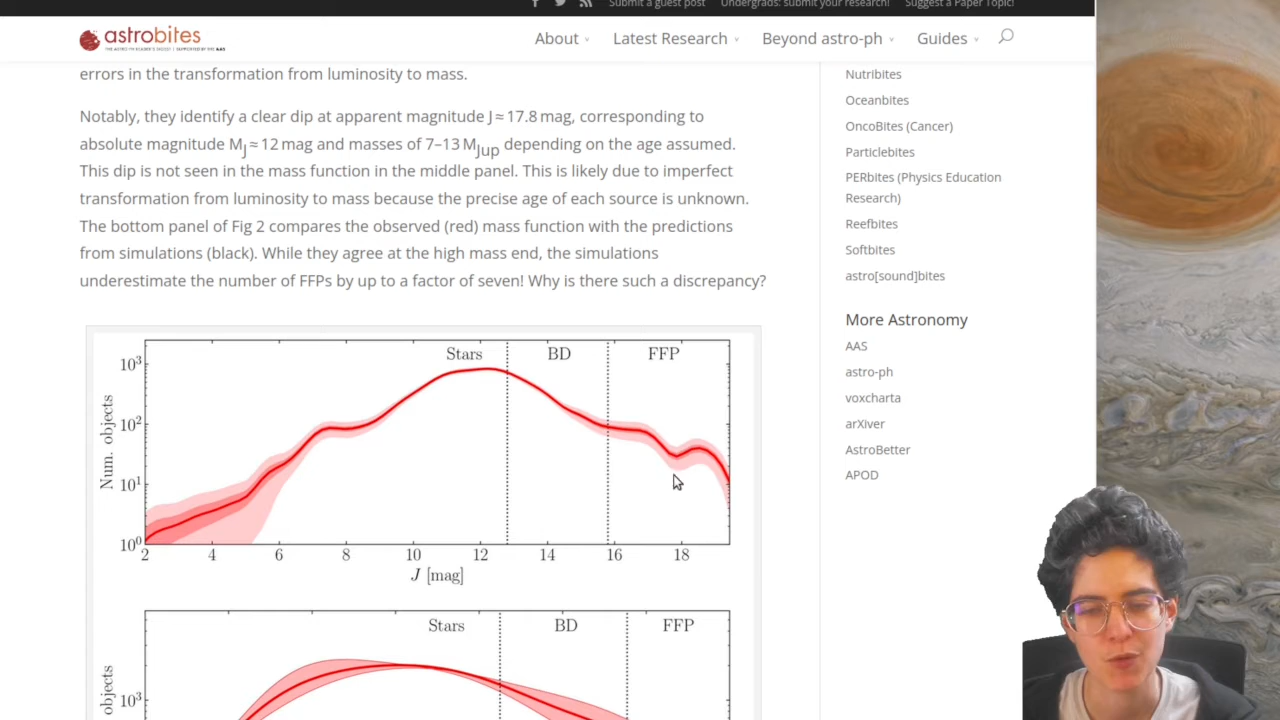 Submit a guest post Undergrads: submit your research! Suggest a Paper Topic!
astrobites
THE ASTRO-PH READER'S DIGEST | SUPPORTED BY THE AAS
About Latest Research Beyond astro-ph Guides
errors in the transformation from luminosity to mass.
Notably, they identify a clear dip at apparent magnitude J ≈ 17.8 mag, corresponding to
absolute magnitude MJ ≈ 12 mag and masses of 7–13 MJup depending on the age assumed.
This dip is not seen in the mass function in the middle panel. This is likely due to imperfect
transformation from luminosity to mass because the precise age of each source is unknown.
The bottom panel of Fig 2 compares the observed (red) mass function with the predictions
from simulations (black). While they agree at the high mass end, the simulations
underestimate the number of FFPs by up to a factor of seven! Why is there such a discrepancy?
Stars BD FFP
10³
10²
10¹
10⁰
Num. objects
2 4 6 8 10 12 14 16 18
J [mag]
Stars BD FFP
10³
objects
Nutribites
Oceanbites
OncoBites (Cancer)
Particlebites
PERbites (Physics Education
Research)
Reefbites
Softbites
astro[sound]bites
More Astronomy
AAS
astro-ph
voxcharta
arXiver
AstroBetter
APOD